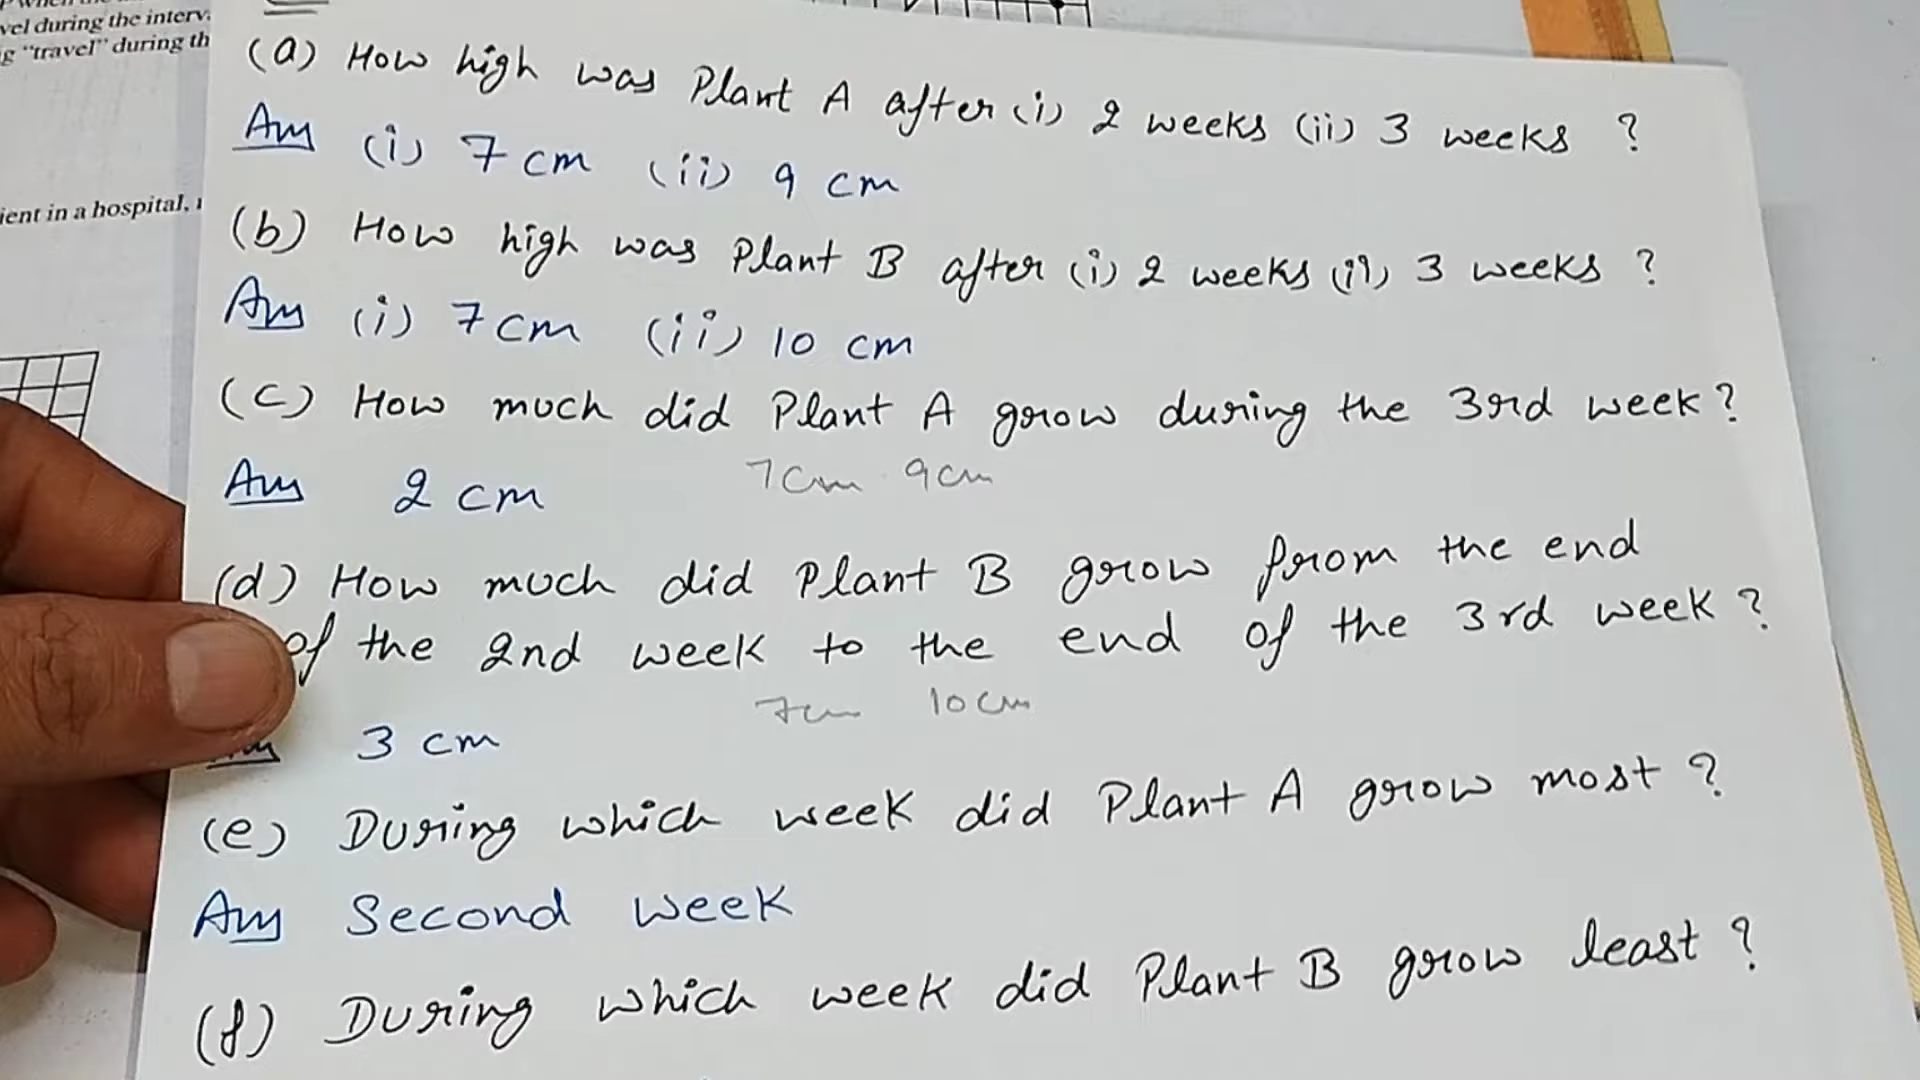 vel during the interv
g "travel" during th
ient in a hospital,
(a) How high was Plant A after (i) 2 weeks (ii) 3 weeks ?
Ans (i) 7 cm (ii) 9 cm
(b) How high was Plant B after (i) 2 weeks (ii) 3 weeks ?
Ans (i) 7 cm (ii) 10 cm
(c) How much did Plant A grow during the 3rd week?
7cm 9cm
Ans 2 cm
(d) How much did Plant B grow from the end
of the 2nd week to the end of the 3rd week ?
7cm 10cm
3 cm
(e) During which week did Plant A grow most ?
Ans Second week
(f) During which week did Plant B grow least ?